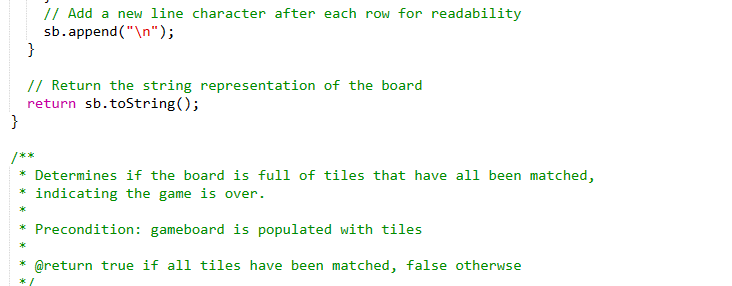 // Add a new line character after each row for readability
sb.append("\n");
}
// Return the string representation of the board
return sb.toString();
}
/**
* Determines if the board is full of tiles that have all been matched,
* indicating the game is over.
*
* Precondition: gameboard is populated with tiles
*
* @return true if all tiles have been matched, false otherwse
*/